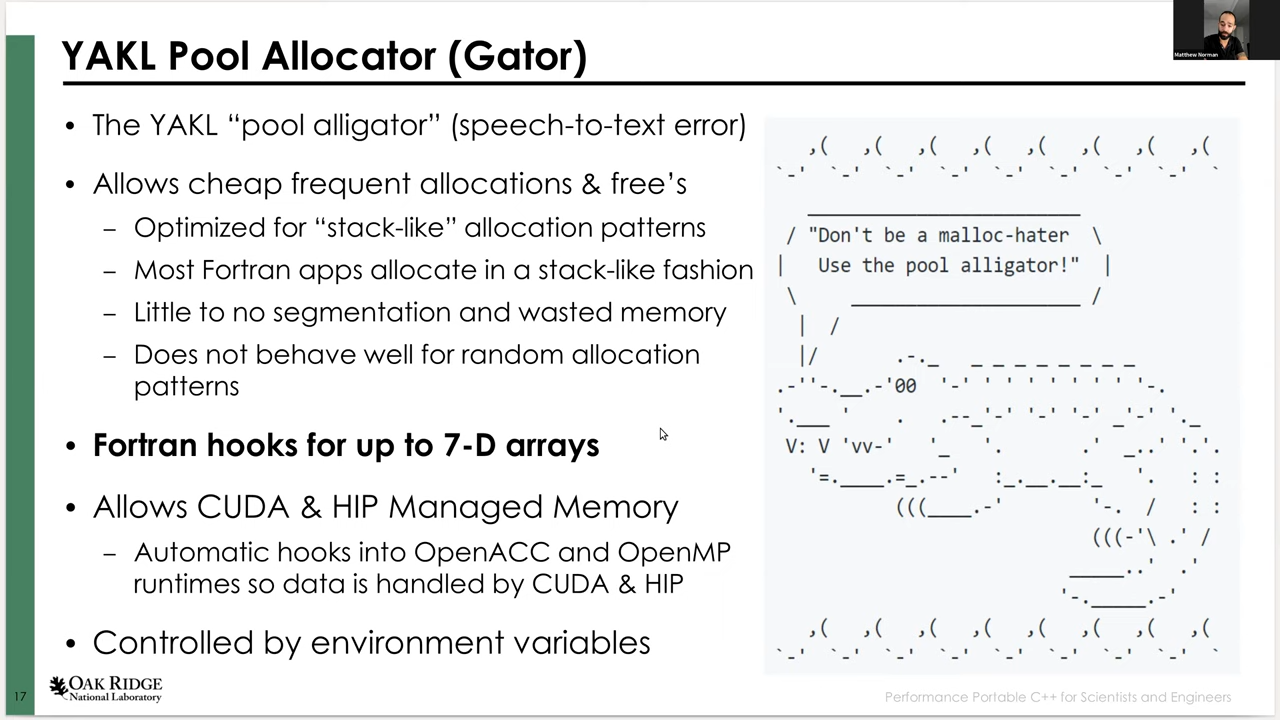 YAKL Pool Allocator (Gator)
Matthew Norman
• The YAKL “pool alligator” (speech-to-text error)
• Allows cheap frequent allocations & free’s
– Optimized for “stack-like” allocation patterns
– Most Fortran apps allocate in a stack-like fashion
– Little to no segmentation and wasted memory
– Does not behave well for random allocation
patterns
• Fortran hooks for up to 7-D arrays
• Allows CUDA & HIP Managed Memory
– Automatic hooks into OpenACC and OpenMP
runtimes so data is handled by CUDA & HIP
• Controlled by environment variables
"Don't be a malloc-hater
Use the pool alligator!"
17
OAK RIDGE
National Laboratory
Performance Portable C++ for Scientists and Engineers